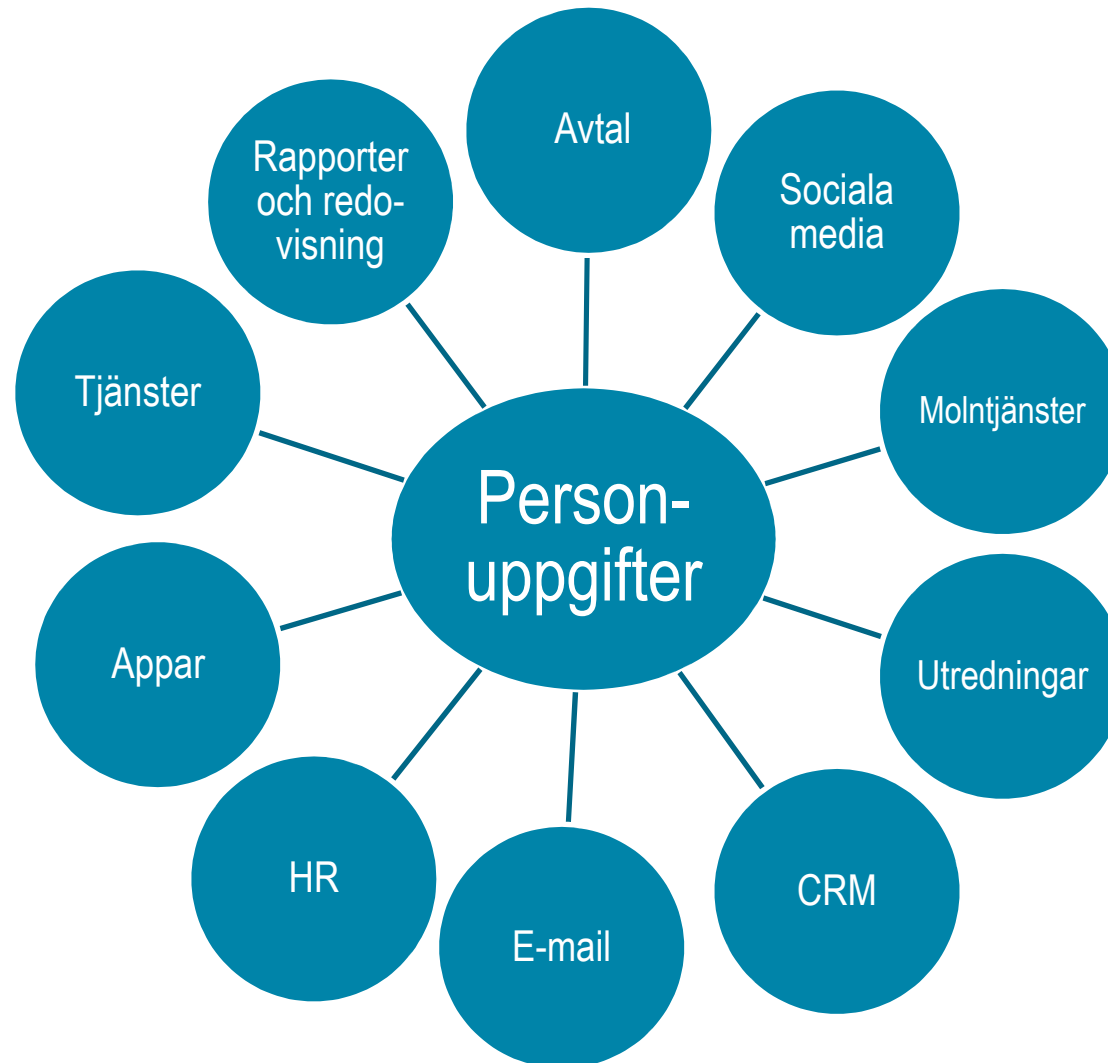 Avtal
Rapporter
och redo-
visning
Sociala
media
Tjänster
Molntjänster
Person-
uppgifter
Appar
Utredningar
HR
CRM
E-mail